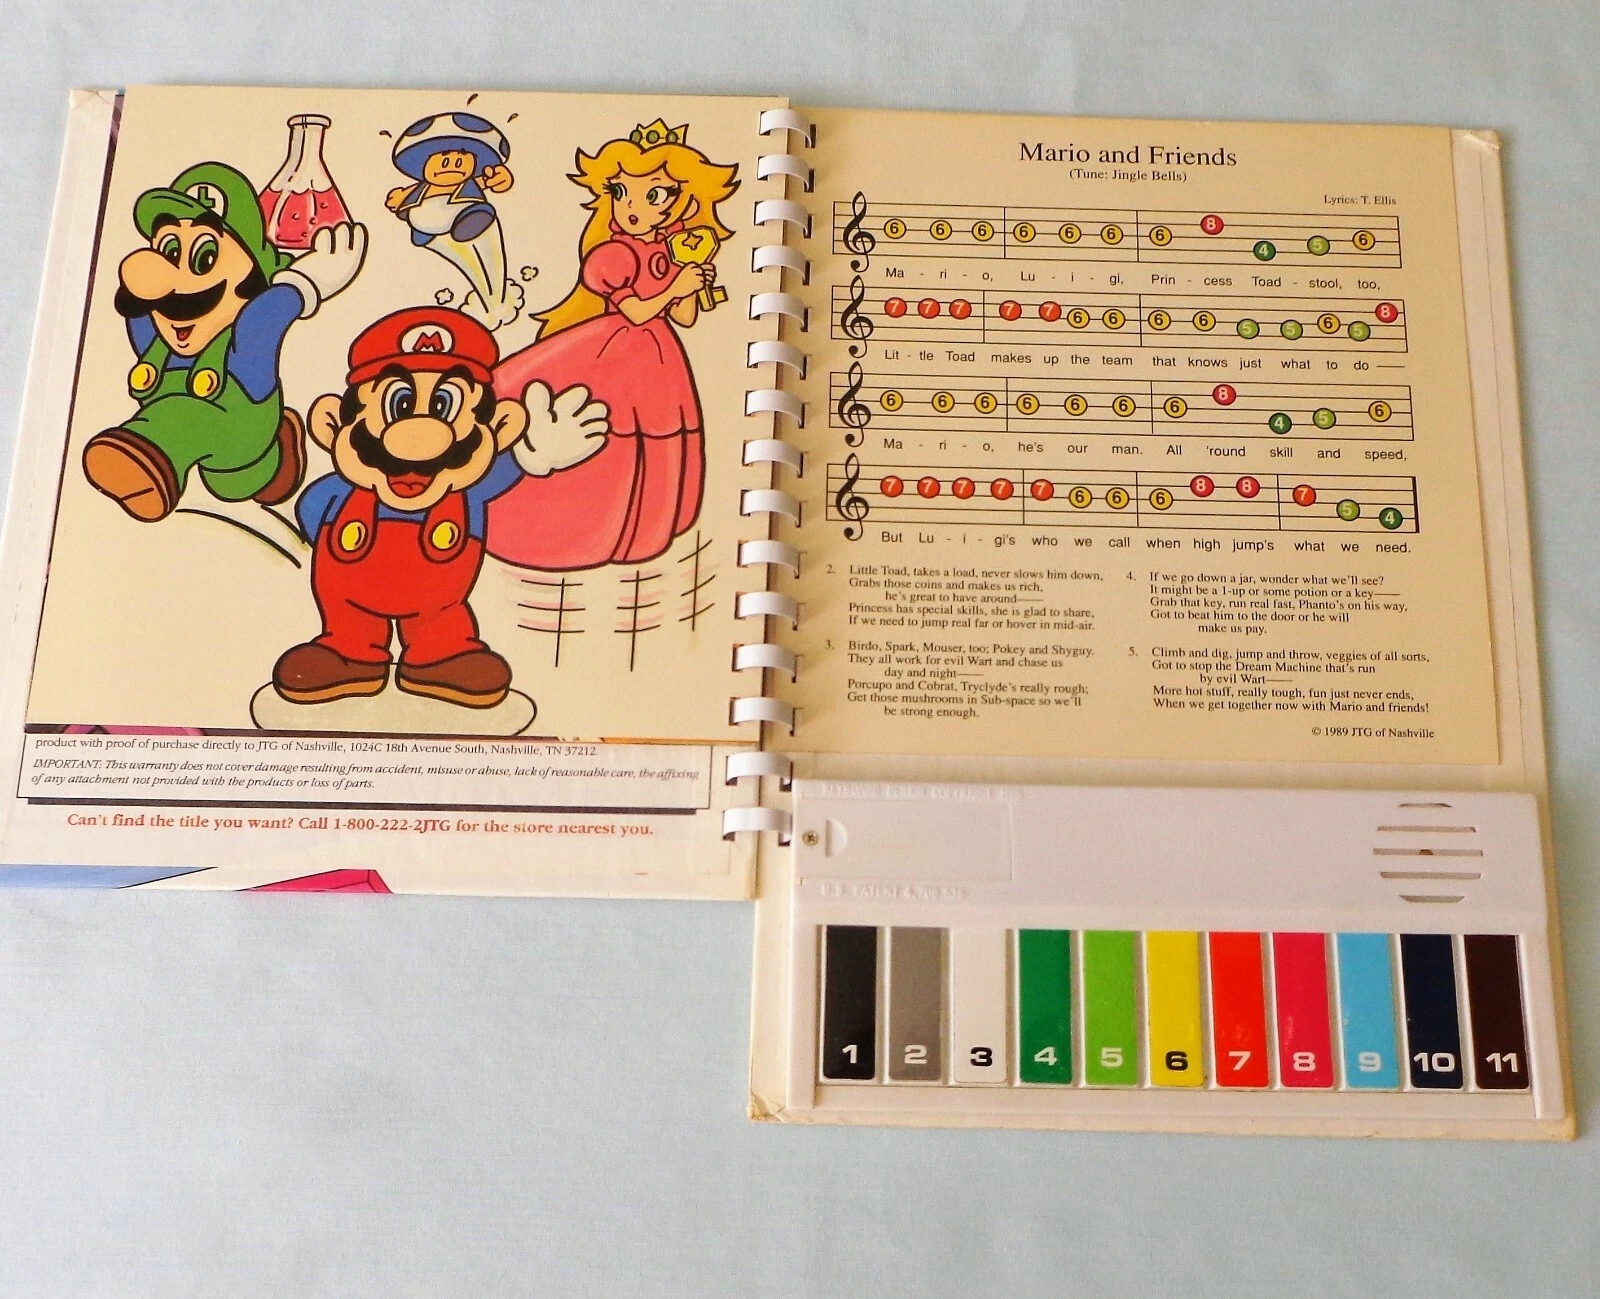 L
M
product with proof of purchase directly to JTG of Nashville, 1024C 18th Avenue South, Nashville, TN 37212.
IMPORTANT: This warranty does not cover damage resulting from accident, misuse or abuse, lack of reasonable care, the affixing
of any attachment not provided with the products or loss of parts.
Can't find the title you want? Call 1-800-222-2JTG for the store nearest you.
Mario and Friends
(Tune: Jingle Bells)
Lyrics: T. Ellis
6 6 6 6 6 6 6 8 4 5 6
Ma - ri - o, Lu - i - gi, Prin - cess Toad - stool, too,
7 7 7 7 7 6 6 6 6 5 5 6 5 8
Lit - tle Toad makes up the team that knows just what to do ——
6 6 6 6 6 6 6 8 4 5 6
Ma - ri - o, he's our man. All 'round skill and speed,
7 7 7 7 7 6 6 6 8 8 7 5 4
But Lu - i - gi's who we call when high jump's what we need.
2. Little Toad, takes a load, never slows him down,
Grabs those coins and makes us rich,
he's great to have around——
Princess has special skills, she is glad to share,
If we need to jump real far or hover in mid-air.
3. Birdo, Spark, Mouser, too; Pokey and Shyguy.
They all work for evil Wart and chase us
day and night——
Porcupo and Cobrat, Tryclyde's really rough;
Get those mushrooms in Sub-space so we'll
be strong enough.
4. If we go down a jar, wonder what we'll see?
It might be a 1-up or some potion or a key——
Grab that key, run real fast, Phanto's on his way,
Got to beat him to the door or he will
make us pay.
5. Climb and dig, jump and throw, veggies of all sorts,
Got to stop the Dream Machine that's run
by evil Wart——
More hot stuff, really tough, fun just never ends,
When we get together now with Mario and friends!
© 1989 JTG of Nashville
1 2 3 4 5 6 7 8 9 10 11